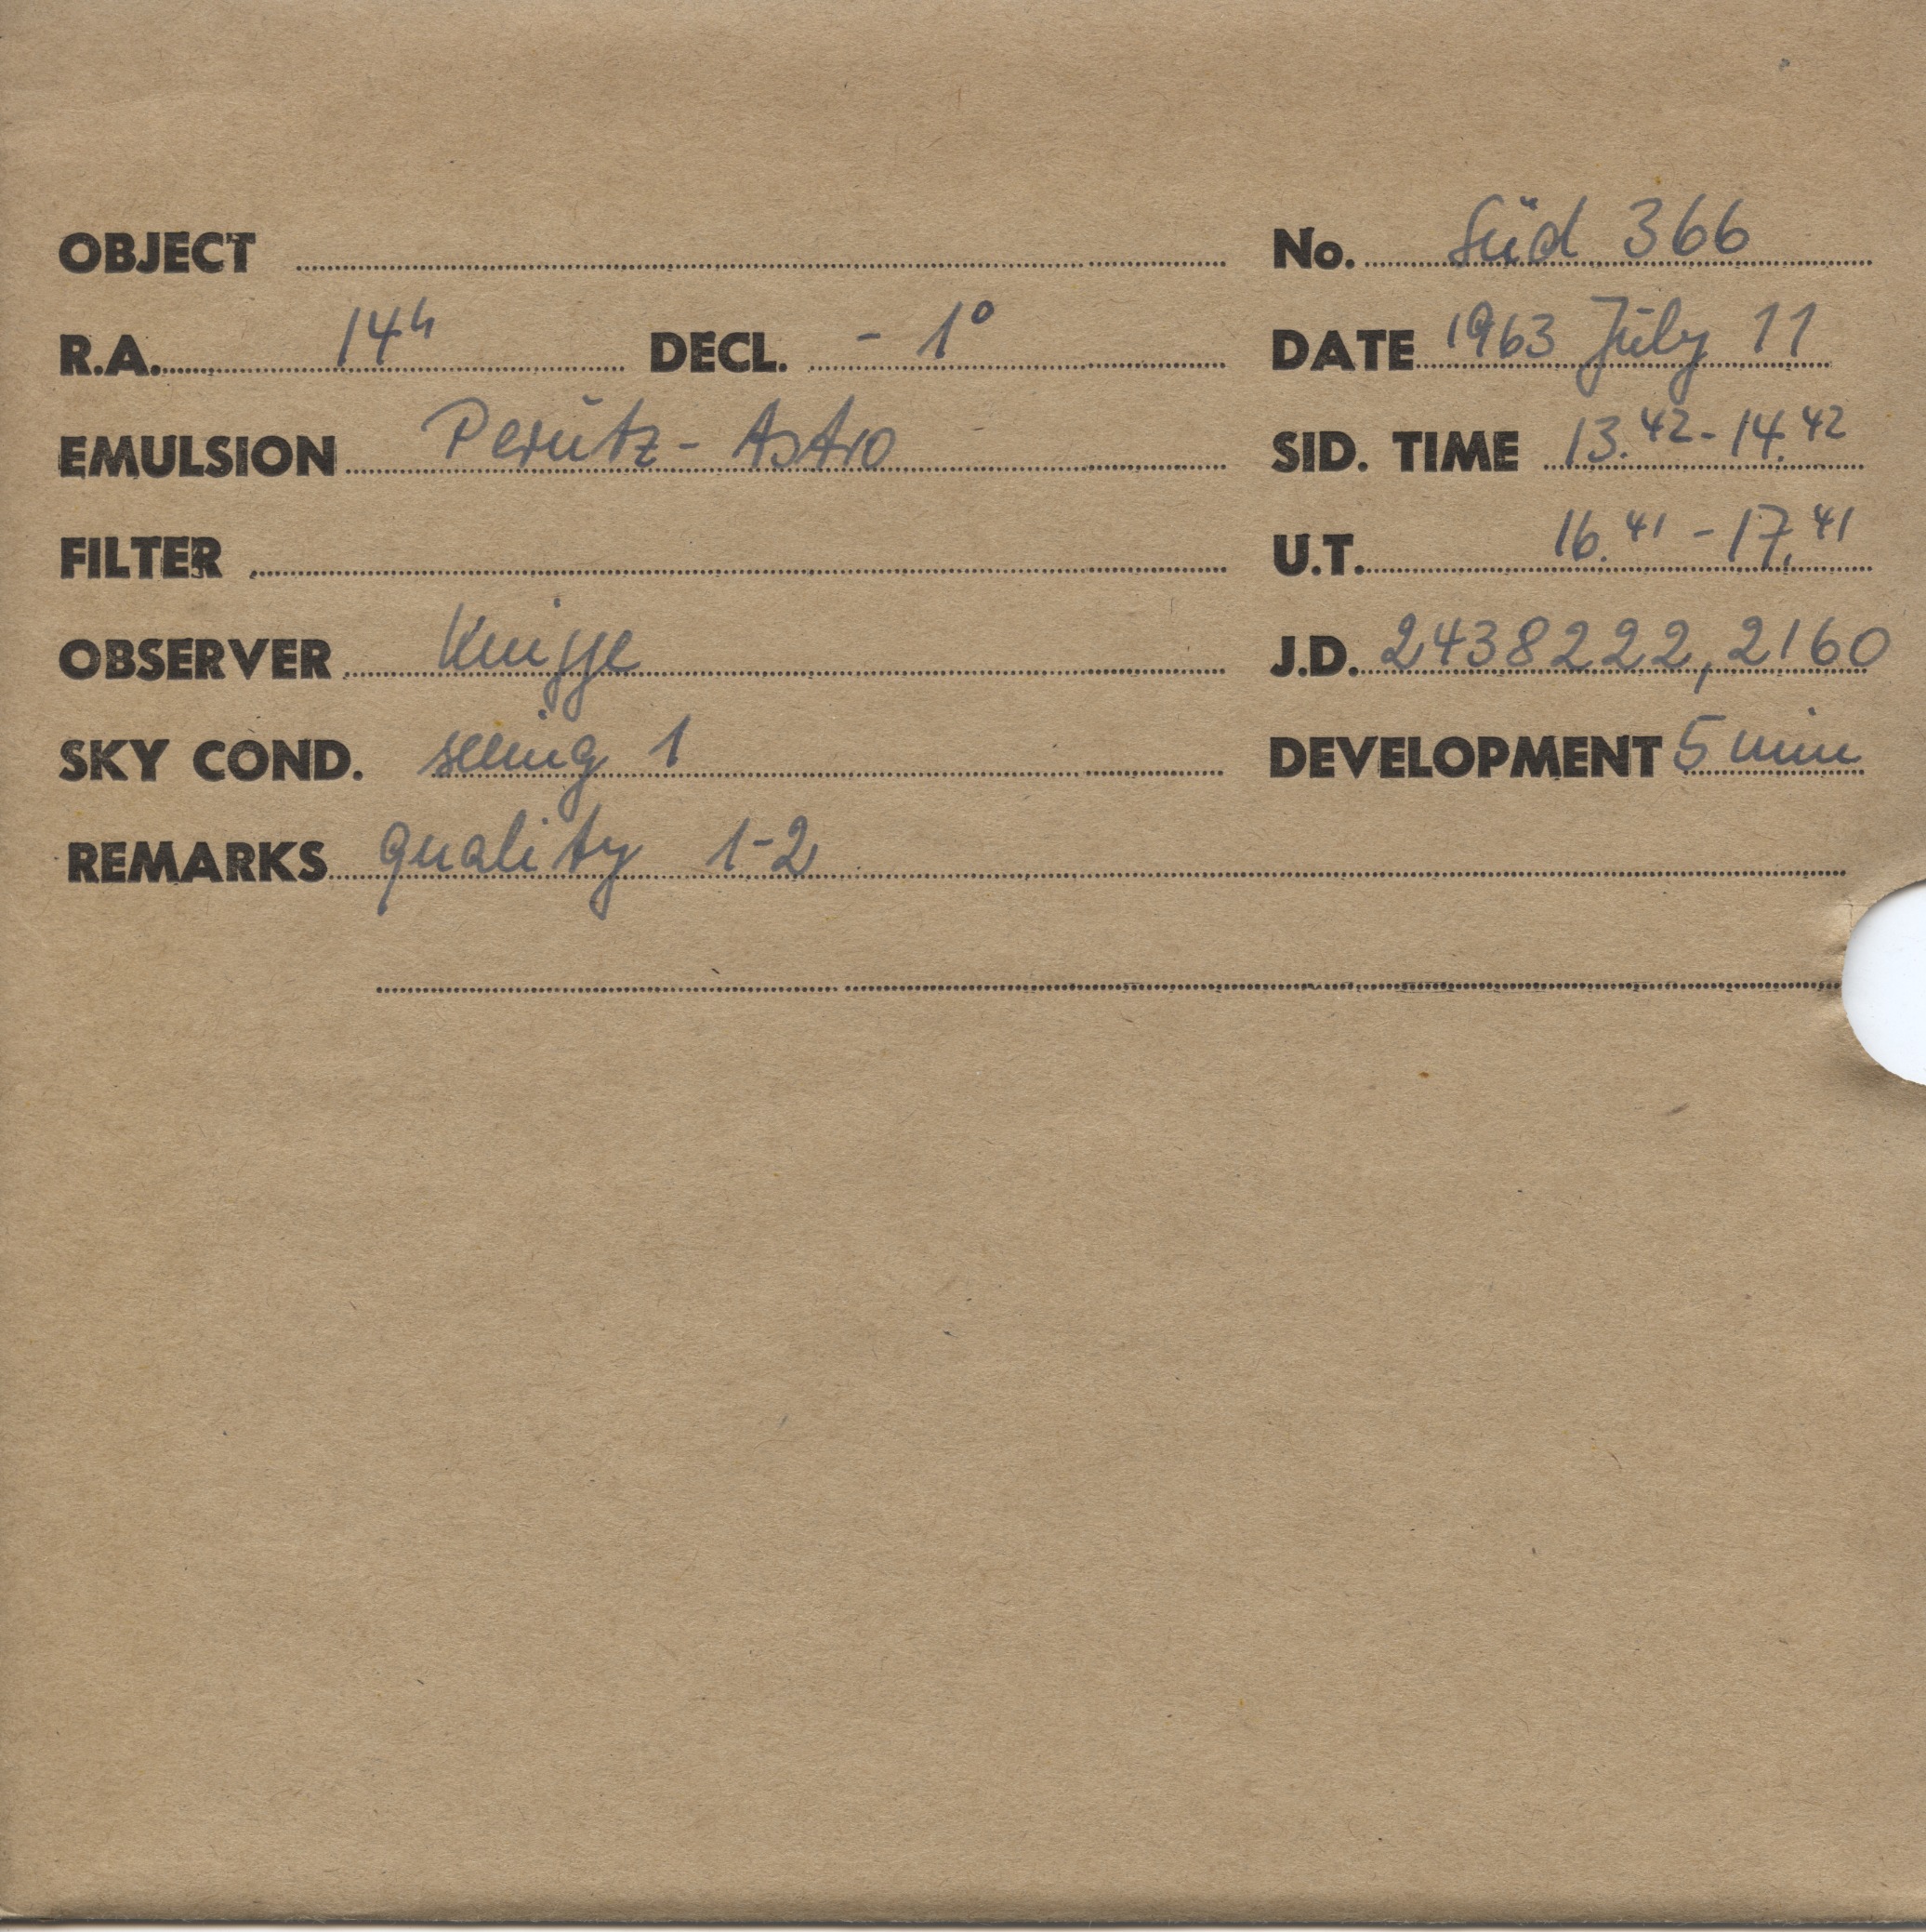 OBJECT No. Süd 366
R.A. 14h DECL. - 1° DATE 1963 July 11
EMULSION Perutz - Astro SID. TIME 13.42 - 14.42
FILTER U.T. 16.41 - 17.41
OBSERVER Knigge J.D. 2438222,2160
SKY COND. seeing 1 DEVELOPMENT 5 min
REMARKS quality 1-2